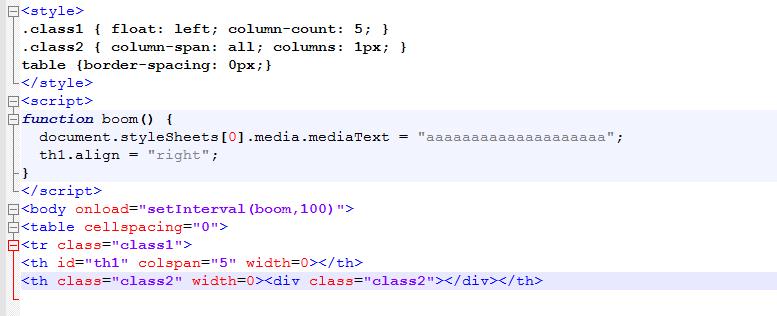 <style>
.class1 { float: left; column-count: 5; }
.class2 { column-span: all; columns: 1px; }
table {border-spacing: 0px;}
</style>
<script>
function boom() {
  document.styleSheets[0].media.mediaText = "aaaaaaaaaaaaaaaaaaaa";
  th1.align = "right";
}
</script>
<body onload="setInterval(boom,100)">
<table cellspacing="0">
<tr class="class1">
<th id="th1" colspan="5" width=0></th>
<th class="class2" width=0><div class="class2"></div></th>